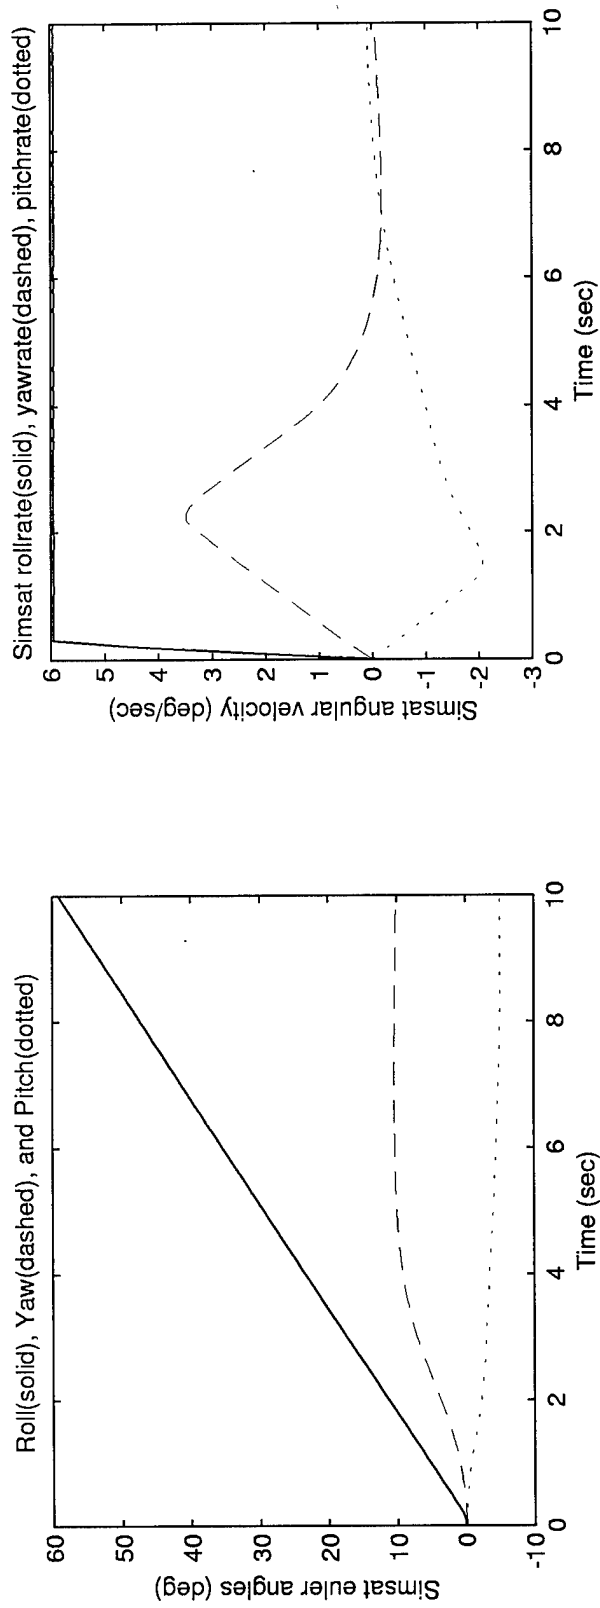 Roll(solid), Yaw(dashed), and Pitch(dotted)
Simsat euler angles (deg)
60
50
40
30
20
10
0
-10
0 2 4 6 8 10
Time (sec)
Simsat rollrate(solid), yawrate(dashed), pitchrate(dotted)
Simsat angular velocity (deg/sec)
6
5
4
3
2
1
0
-1
-2
-3
0 2 4 6 8 10
Time (sec)